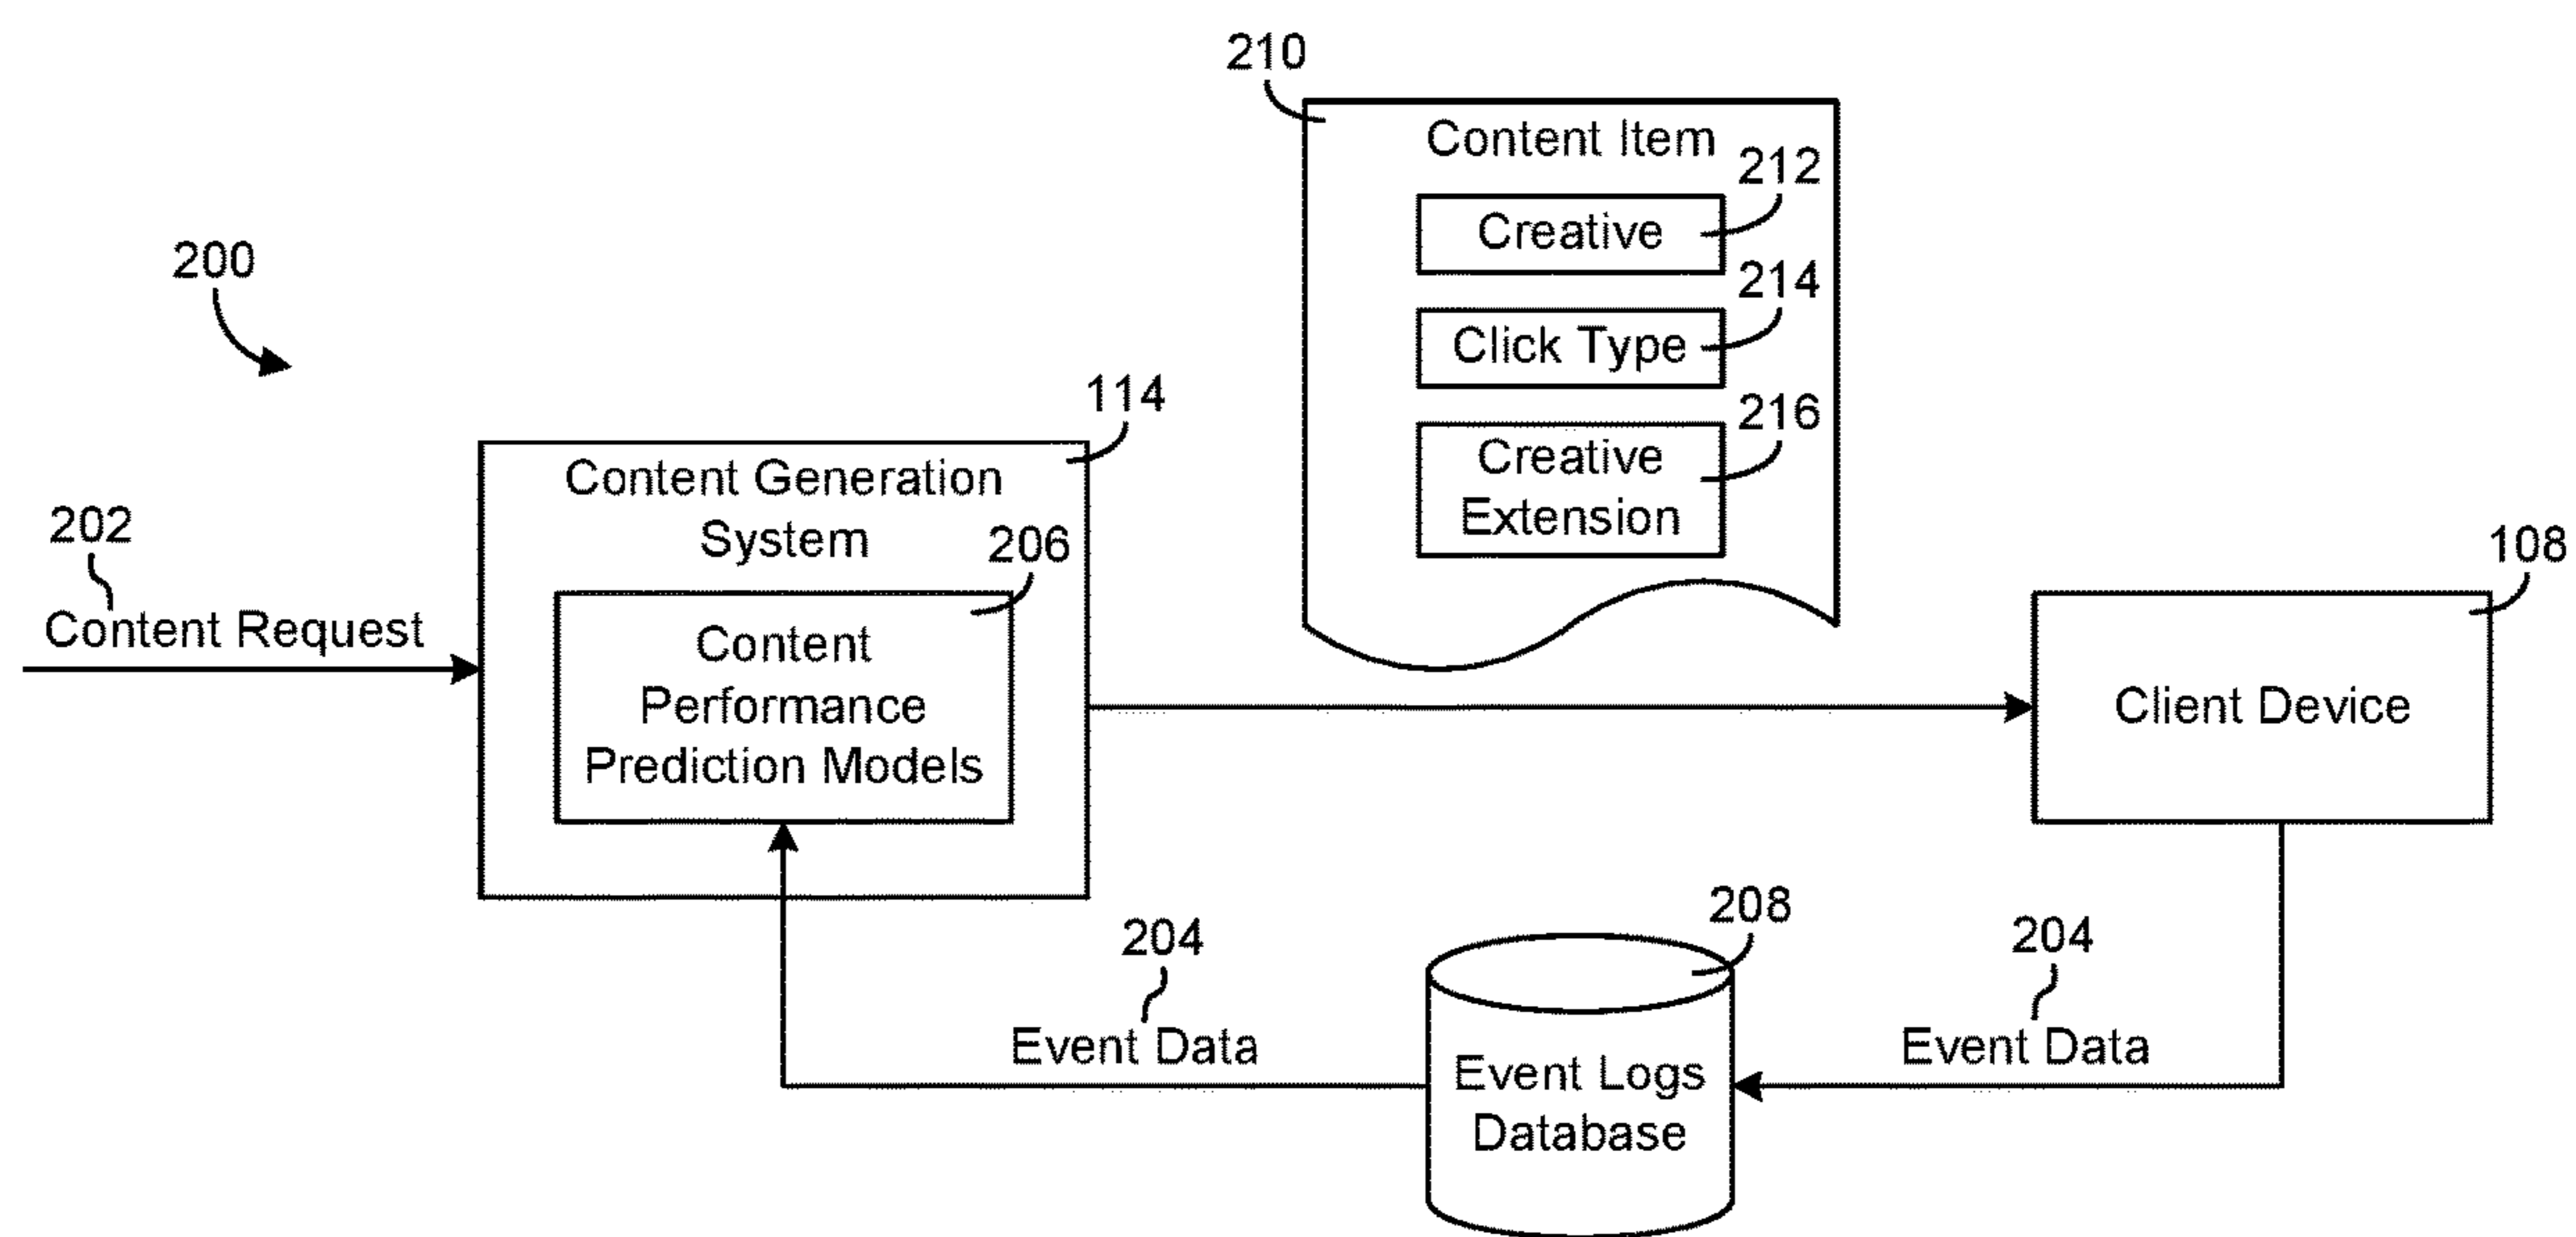 210
Content Item
212
Creative
200
214
Click Type
114
216
Content Generation
System
Creative
Extension
202
206
108
Content Request
Content
Performance
Prediction Models
Client Device
208
204
204
Event Data
Event Data
Event Logs
Database